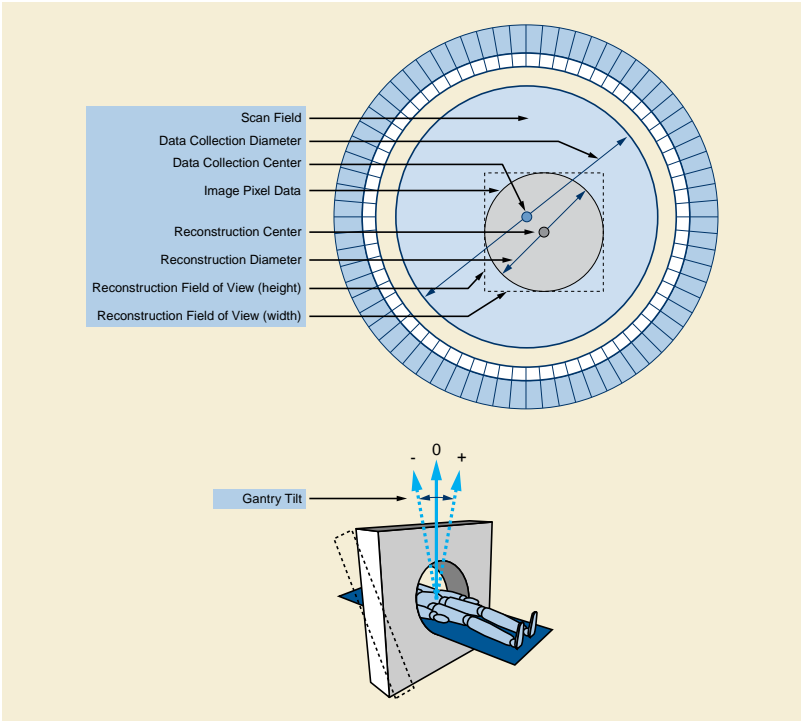 Scan Field
Data Collection Diameter
Data Collection Center
Image Pixel Data
Reconstruction Center
Reconstruction Diameter
Reconstruction Field of View (height)
Reconstruction Field of View (width)
- 0 +
Gantry Tilt